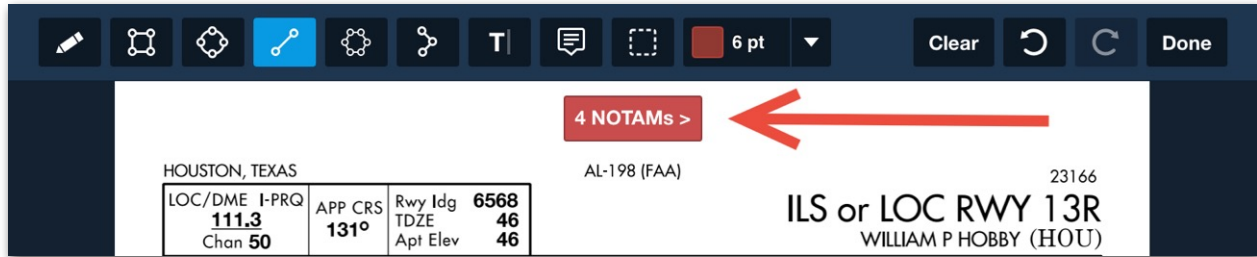 T
6 pt
Clear
Done
4 NOTAMs >
HOUSTON, TEXAS
AL-198 (FAA)
23166
LOC/DME I-PRQ
111.3
Chan 50
APP CRS
131°
Rwy ldg 6568
TDZE 46
Apt Elev 46
ILS or LOC RWY 13R
WILLIAM P HOBBY (HOU)